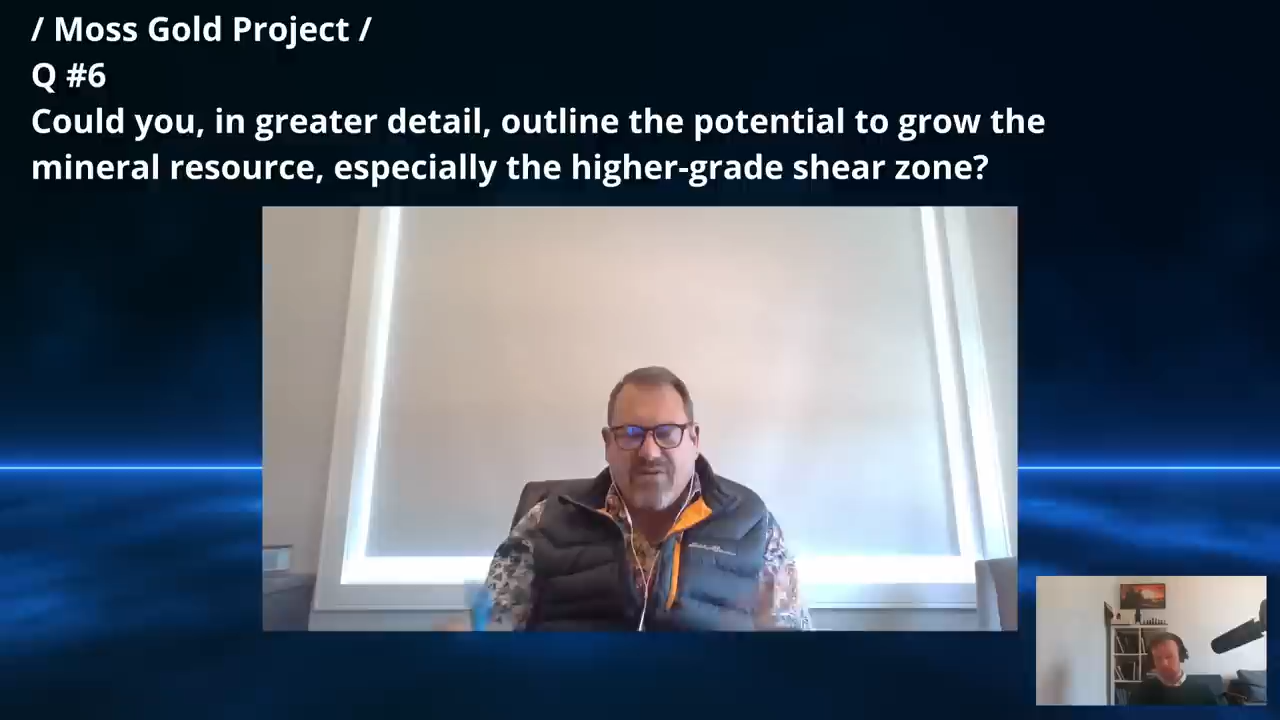 / Moss Gold Project /
Q #6
Could you, in greater detail, outline the potential to grow the
mineral resource, especially the higher-grade shear zone?